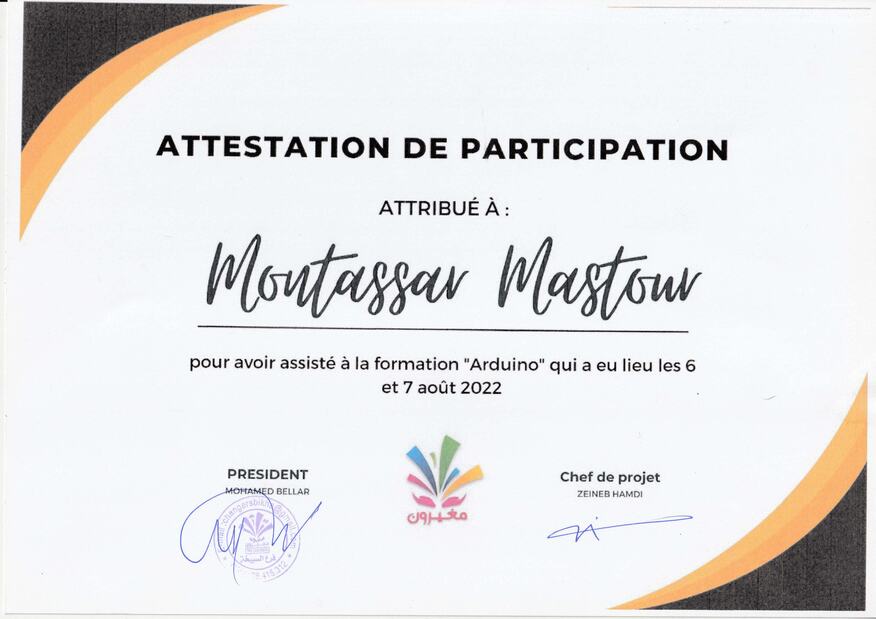 ATTESTATION DE PARTICIPATION
ATTRIBUÉ À :
Montassar Mastour
pour avoir assisté à la formation "Arduino" qui a eu lieu les 6
et 7 août 2022
PRESIDENT
MOHAMED BELLAR
مغيرون
Chef de projet
ZEINEB HAMDI